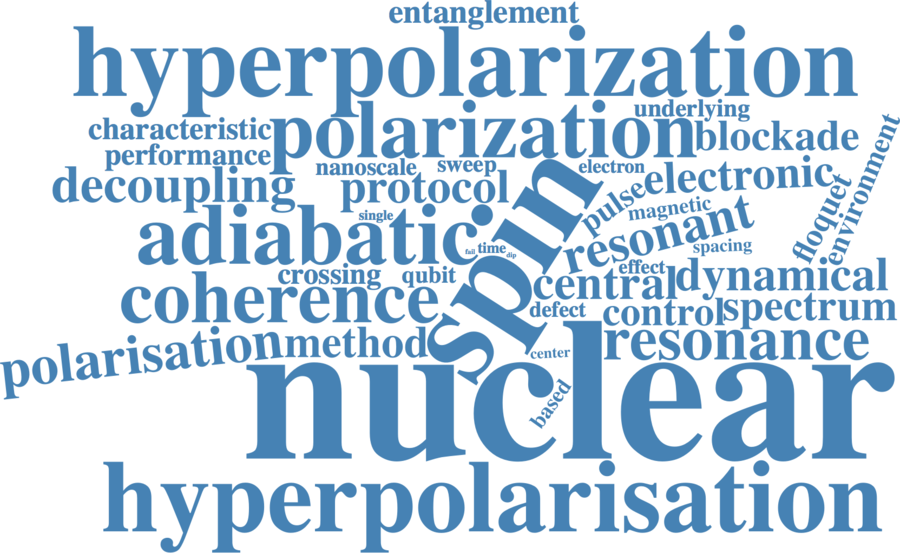 entanglement
hyperpolarization
underlying
characteristic
polarization
blockade
performance
nanoscale
sweep
electron
environment
decoupling
protocol
electronic
pulse
magnetic
floquet
single
adiabatic
spin
resonant
spacing
fail
time
dip
crossing
qubit
effect
central
dynamical
coherence
defect
control
spectrum
polarisation
method
resonance
center
nuclear
based
hyperpolarisation